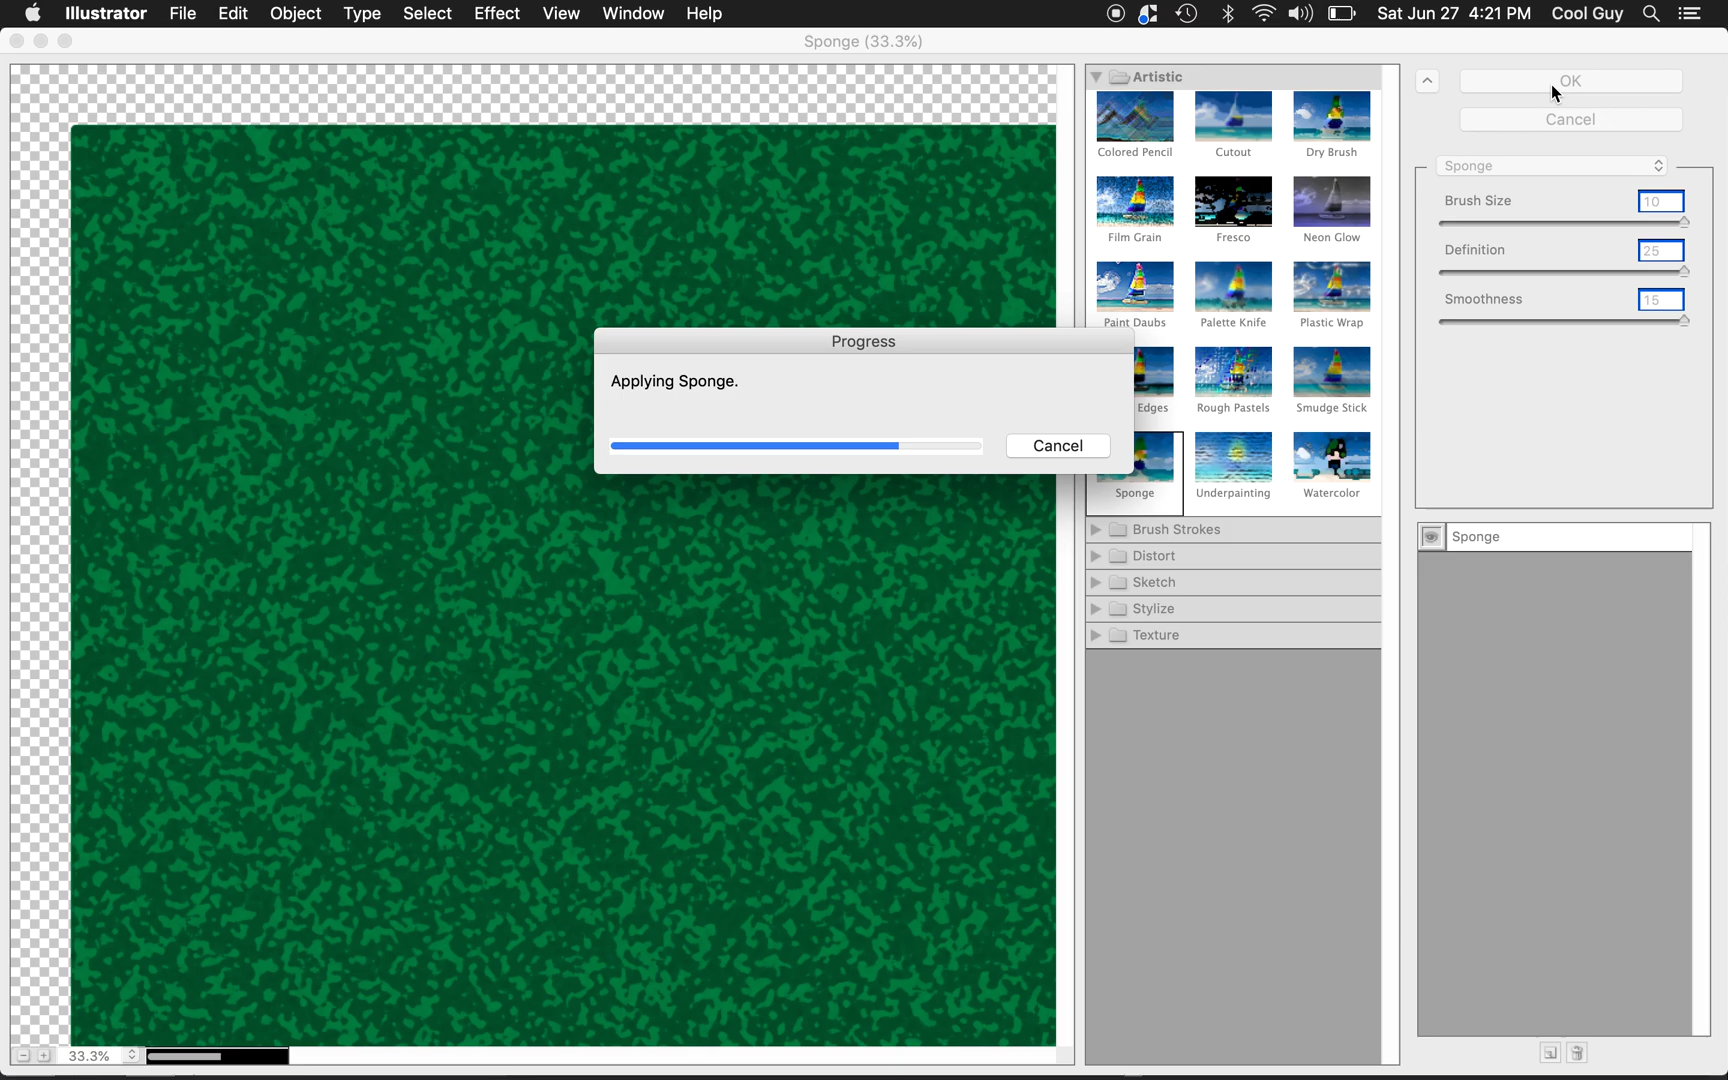 Illustrator File Edit Object Type Select Effect View Window Help Sat Jun 27 4:21 PM Cool Guy
Sponge (33.3%)
Artistic
Colored Pencil Cutout Dry Brush
Film Grain Fresco Neon Glow
Paint Daubs Palette Knife Plastic Wrap
Edges Rough Pastels Smudge Stick
Sponge Underpainting Watercolor
Brush Strokes
Distort
Sketch
Stylize
Texture
Progress
Applying Sponge.
Cancel
OK
Cancel
Sponge
Brush Size 10
Definition 25
Smoothness 15
Sponge
33.3%